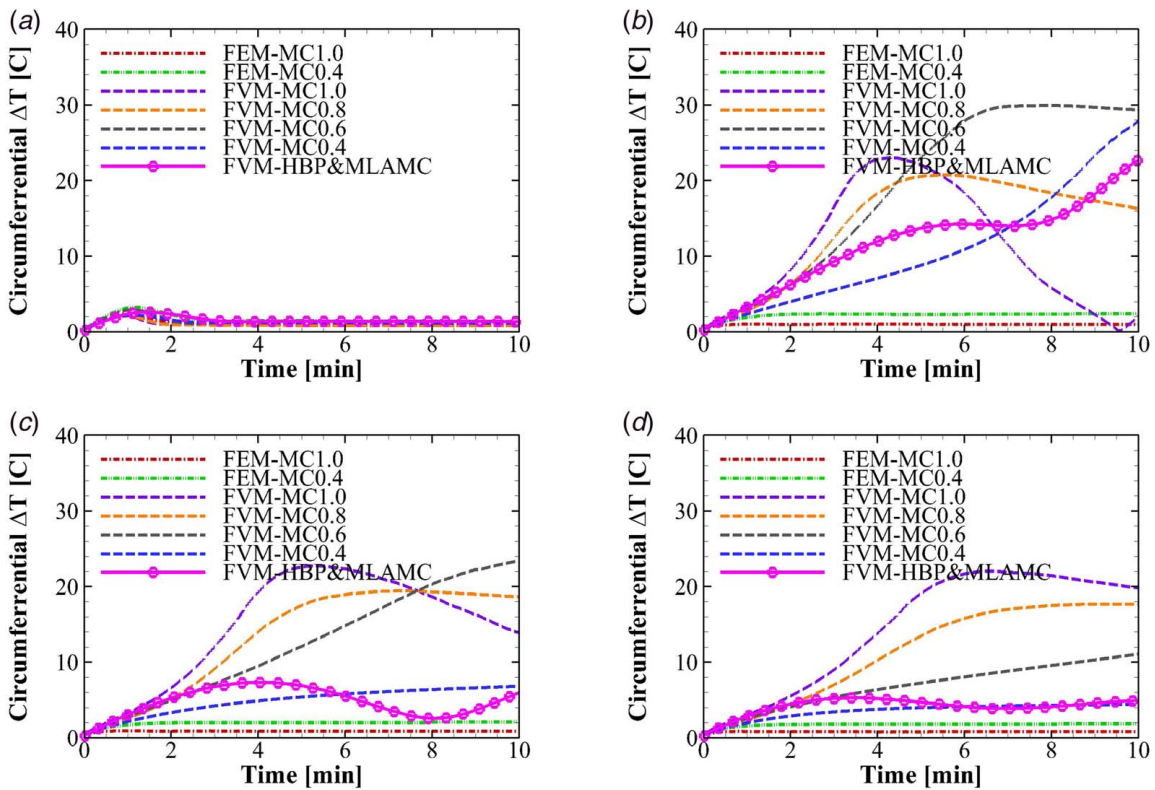 (a)
Circumferrential ΔT [C]
40
30
20
10
0
FEM-MC1.0
FEM-MC0.4
FVM-MC1.0
FVM-MC0.8
FVM-MC0.6
FVM-MC0.4
FVM-HBP&MLAMC
0 2 4 6 8 10
Time [min]
(b)
Circumferrential ΔT [C]
40
30
20
10
0
FEM-MC1.0
FEM-MC0.4
FVM-MC1.0
FVM-MC0.8
FVM-MC0.6
FVM-MC0.4
FVM-HBP&MLAMC
0 2 4 6 8 10
Time [min]
(c)
Circumferrential ΔT [C]
40
30
20
10
0
FEM-MC1.0
FEM-MC0.4
FVM-MC1.0
FVM-MC0.8
FVM-MC0.6
FVM-MC0.4
FVM-HBP&MLAMC
0 2 4 6 8 10
Time [min]
(d)
Circumferrential ΔT [C]
40
30
20
10
0
FEM-MC1.0
FEM-MC0.4
FVM-MC1.0
FVM-MC0.8
FVM-MC0.6
FVM-MC0.4
FVM-HBP&MLAMC
0 2 4 6 8 10
Time [min]